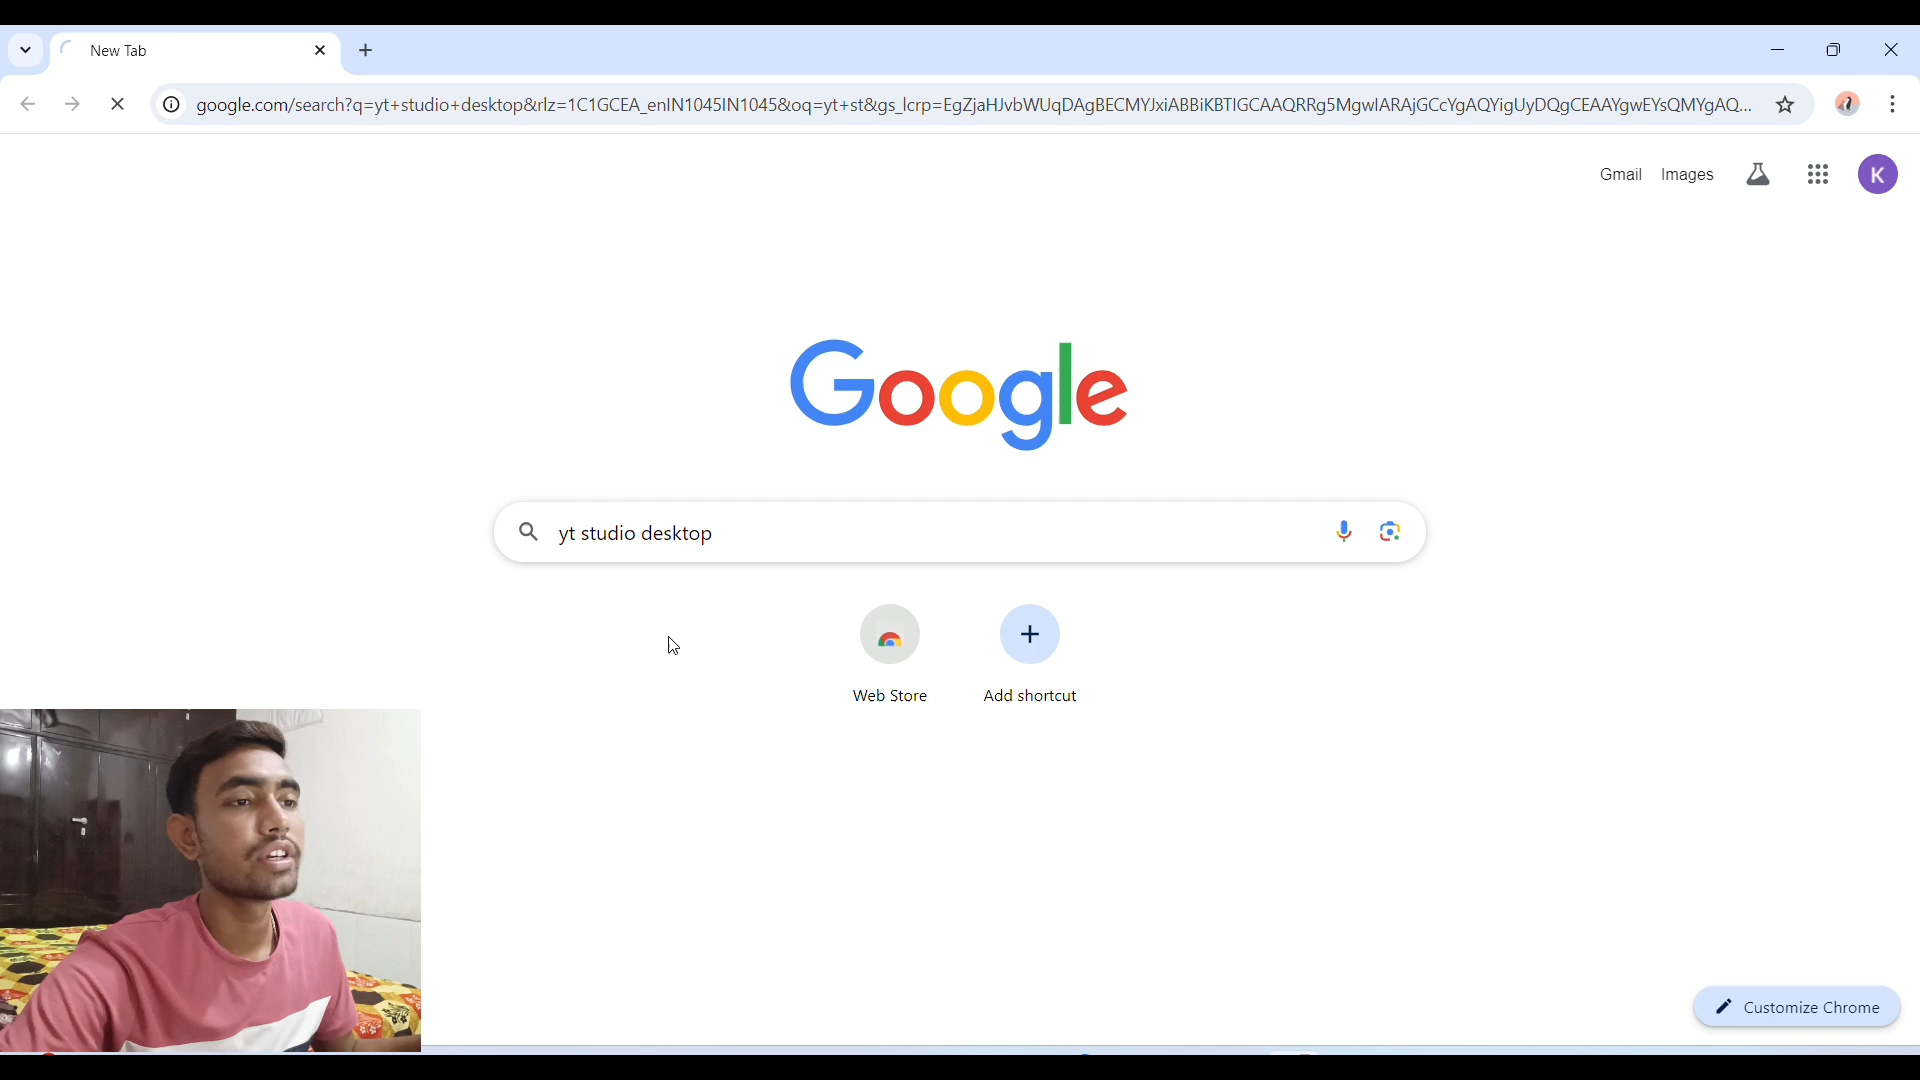 New Tab
google.com/search?q=yt+studio+desktop&rlz=1C1GCEA_enIN1045IN1045&oq=yt+st&gs_lcrp=EgZjaHJvbWUqDAgBECMYJxiABBiKBTIGCAAQRRg5MgwIARAjGCcYgAQYigUyDQgCEAAYgwEYsQMYgAQ...
Gmail Images
K
Google
yt studio desktop
Web Store Add shortcut
Customize Chrome